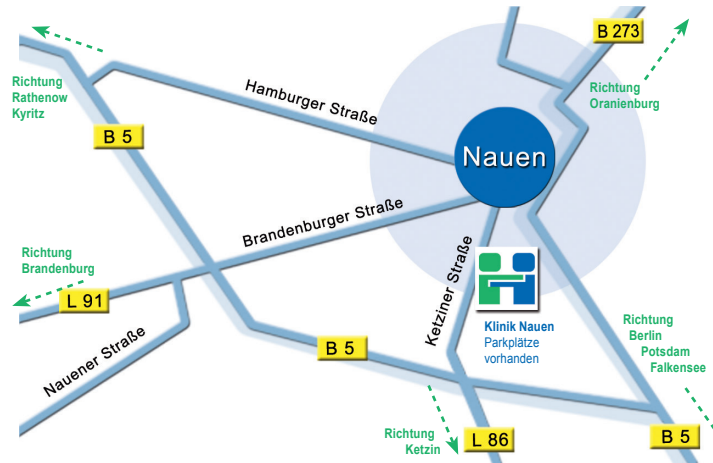 B 273
Richtung
Rathenow
Kyritz
Hamburger Straße
Richtung
Oranienburg
B 5
Nauen
Brandenburger Straße
Richtung
Brandenburg
L 91
Ketziner Straße
Klinik Nauen
Parkplätze
vorhanden
Nauener Straße
B 5
Richtung
Berlin
Potsdam
Falkensee
Richtung
Ketzin
L 86
B 5